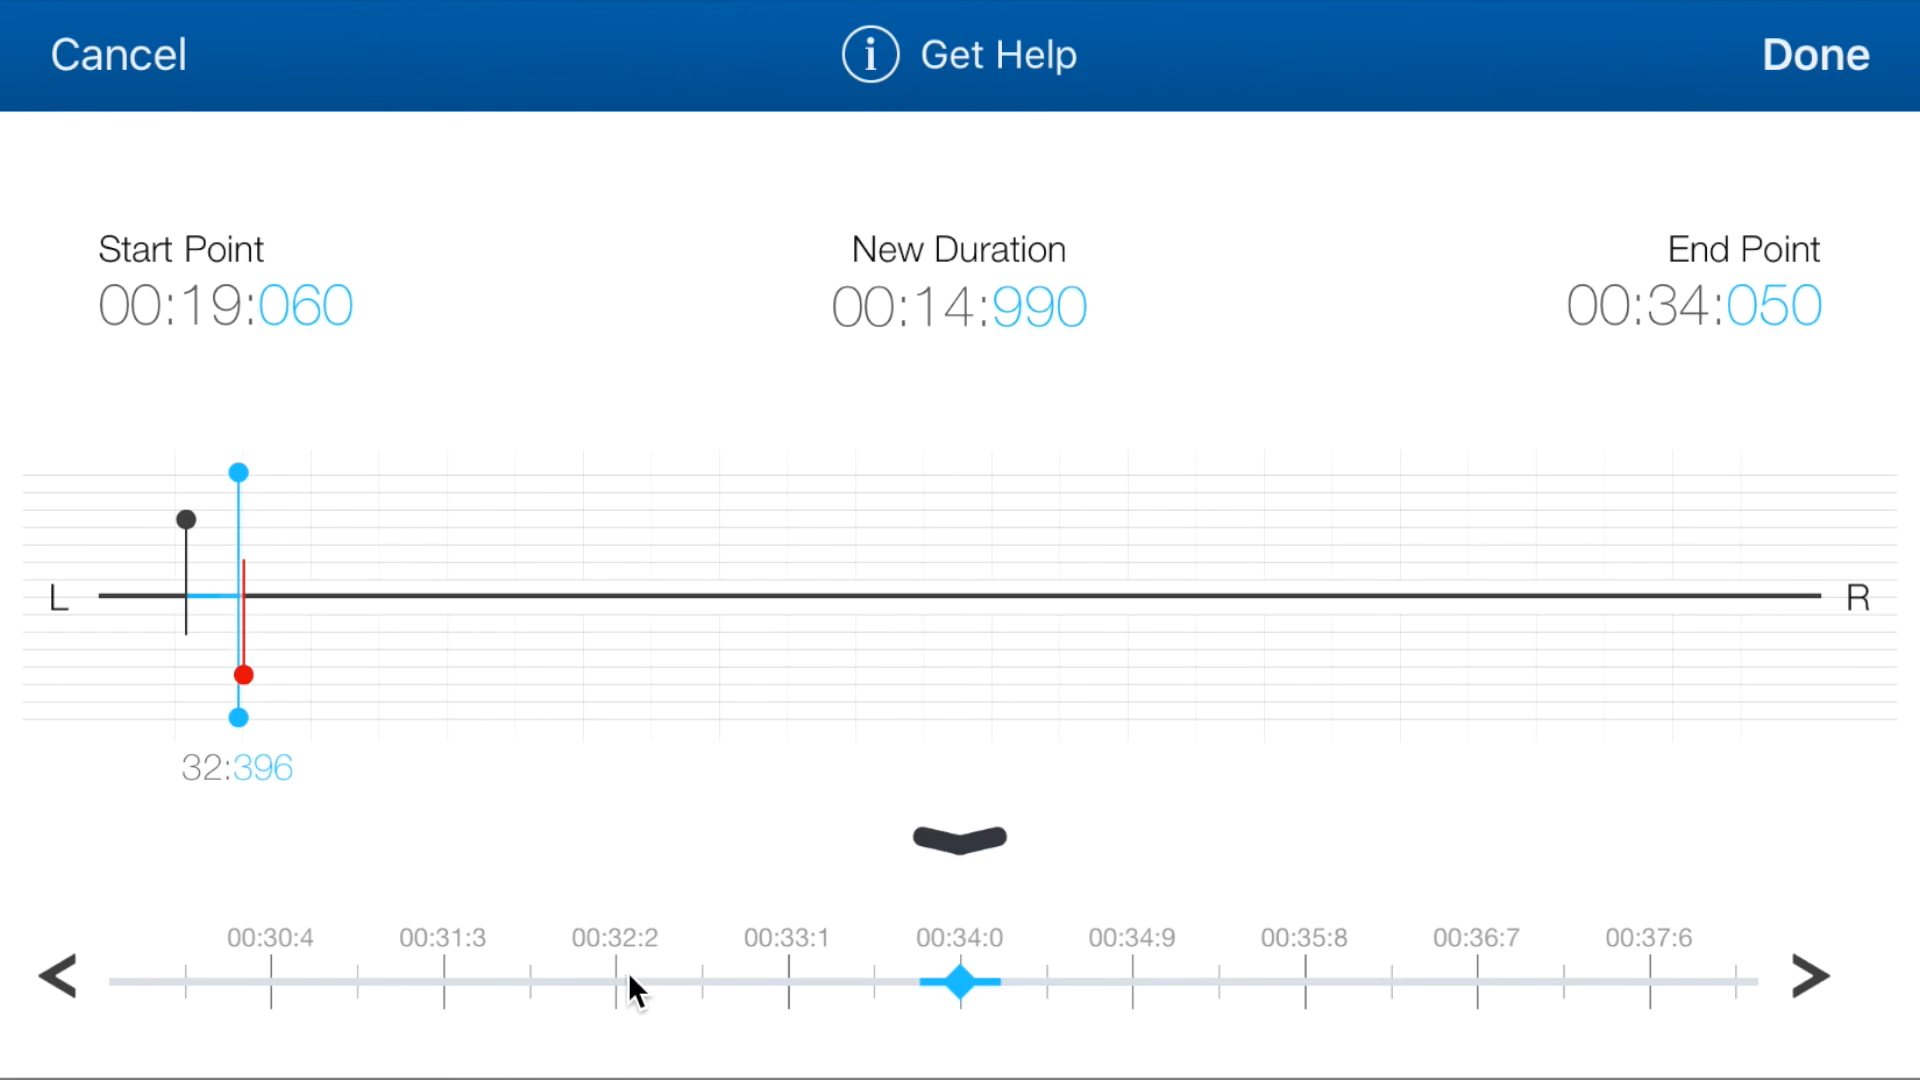 Cancel
i Get Help
Done
Start Point
00:19:060
New Duration
00:14:990
End Point
00:34:050
L
R
32:396
00:30:4 00:31:3 00:32:2 00:33:1 00:34:0 00:34:9 00:35:8 00:36:7 00:37:6